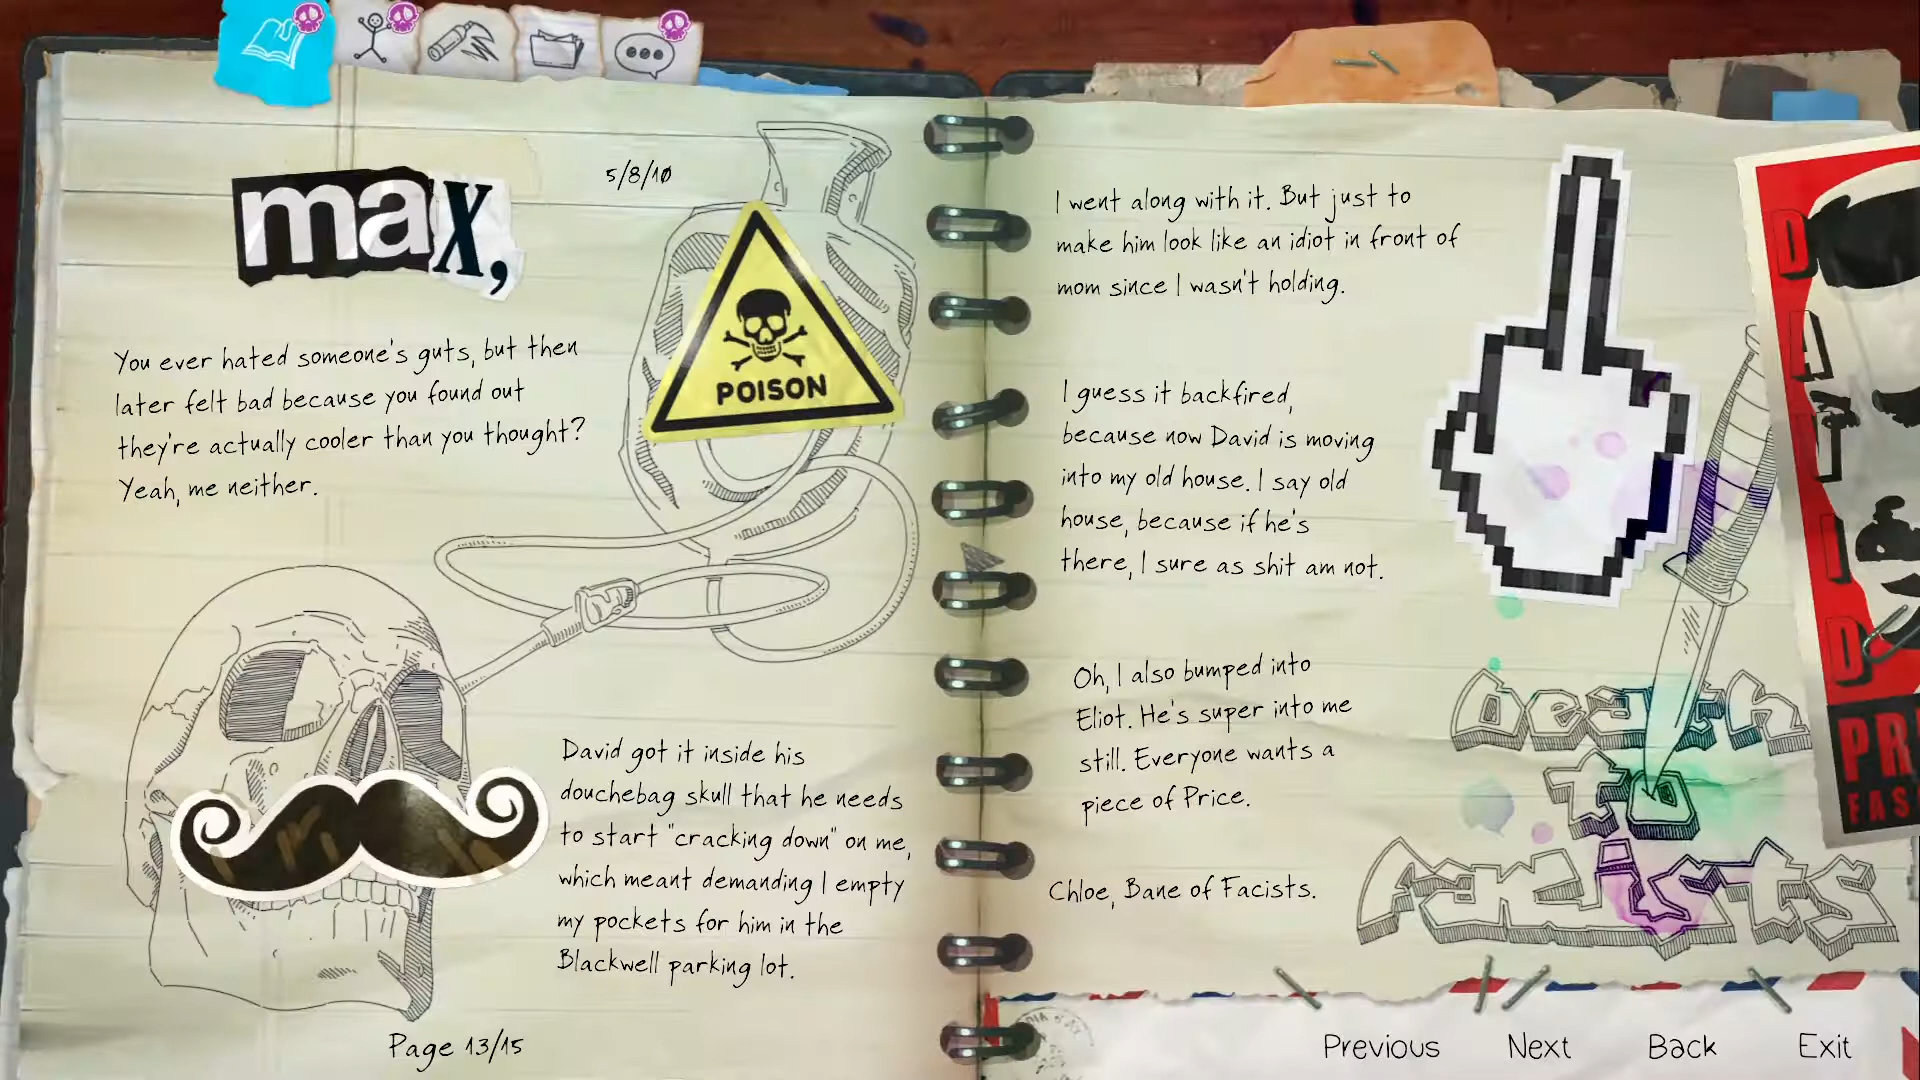 max,
5/8/10
You ever hated someone's guts, but then
later felt bad because you found out
they're actually cooler than you thought?
Yeah, me neither.
POISON
David got it inside his
douchebag skull that he needs
to start "cracking down" on me,
which meant demanding I empty
my pockets for him in the
Blackwell parking lot.
Page 13/15
I went along with it. But just to
make him look like an idiot in front of
mom since I wasn't holding.
I guess it backfired,
because now David is moving
into my old house. I say old
house, because if he's
there, I sure as shit am not.
Oh, I also bumped into
Eliot. He's super into me
still. Everyone wants a
piece of Price.
Chloe, Bane of Facists.
Death
to
Facists
DAVID
PR
FAS
Previous
Next
Back
Exit